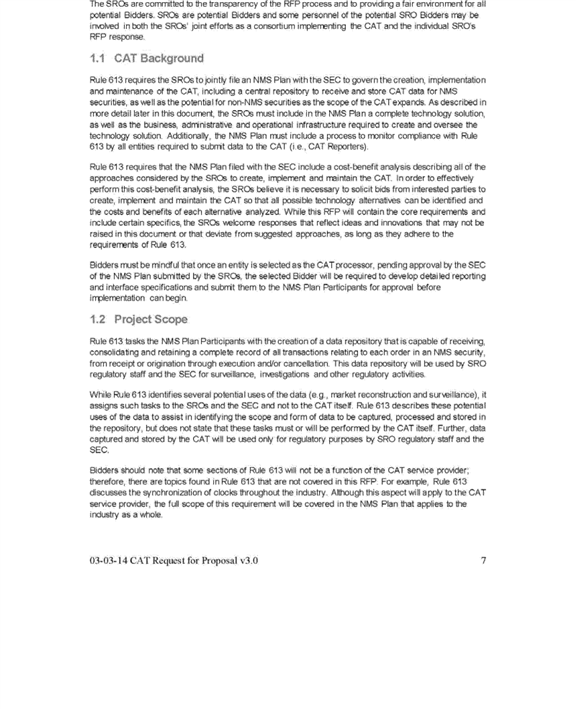 The SROs are committed to the transparency of the RFP process and to providing a fair environment for all
potential Bidders. SROs are potential Bidders and some personnel of the potential SRO Bidders may be
involved in both the SROs' joint efforts as a consortium implementing the CAT and the individual SRO's
RFP response.
1.1 CAT Background
Rule 613 requires the SROs to jointly file an NMS Plan with the SEC to govern the creation, implementation
and maintenance of the CAT, including a central repository to receive and store CAT data for NMS
securities, as well as the potential for non-NMS securities as the scope of the CAT expands. As described in
more detail later in this document, the SROs must include in the NMS Plan a complete technology solution,
as well as the business, administrative and operational infrastructure required to create and oversee the
technology solution. Additionally, the NMS Plan must include a process to monitor compliance with Rule
613 by all entities required to submit data to the CAT (i.e., CAT Reporters).
Rule 613 requires that the NMS Plan filed with the SEC include a cost-benefit analysis describing all of the
approaches considered by the SROs to create, implement and maintain the CAT. In order to effectively
perform this cost-benefit analysis, the SROs believe it is necessary to solicit bids from interested parties to
create, implement and maintain the CAT so that all possible technology alternatives can be identified and
the costs and benefits of each alternative analyzed. While this RFP will contain the core requirements and
include certain specifics, the SROs welcome responses that reflect ideas and innovations that may not be
raised in this document or that deviate from suggested approaches, as long as they adhere to the
requirements of Rule 613.
Bidders must be mindful that once an entity is selected as the CAT processor, pending approval by the SEC
of the NMS Plan submitted by the SROs, the selected Bidder will be required to develop detailed reporting
and interface specifications and submit them to the NMS Plan Participants for approval before
implementation can begin.
1.2 Project Scope
Rule 613 tasks the NMS Plan Participants with the creation of a data repository that is capable of receiving,
consolidating and retaining a complete record of all transactions relating to each order in an NMS security,
from receipt or origination through execution and/or cancellation. This data repository will be used by SRO
regulatory staff and the SEC for surveillance, investigations and other regulatory activities.
While Rule 613 identifies several potential uses of the data (e.g., market reconstruction and surveillance), it
assigns such tasks to the SROs and the SEC and not to the CAT itself. Rule 613 describes these potential
uses of the data to assist in identifying the scope and form of data to be captured, processed and stored in
the repository, but does not state that these tasks must or will be performed by the CAT itself. Further, data
captured and stored by the CAT will be used only for regulatory purposes by SRO regulatory staff and the
SEC.
Bidders should note that some sections of Rule 613 will not be a function of the CAT service provider;
therefore, there are topics found in Rule 613 that are not covered in this RFP. For example, Rule 613
discusses the synchronization of clocks throughout the industry. Although this aspect will apply to the CAT
service provider, the full scope of this requirement will be covered in the NMS Plan that applies to the
industry as a whole.
03-03-14 CAT Request for Proposal v3.0 7